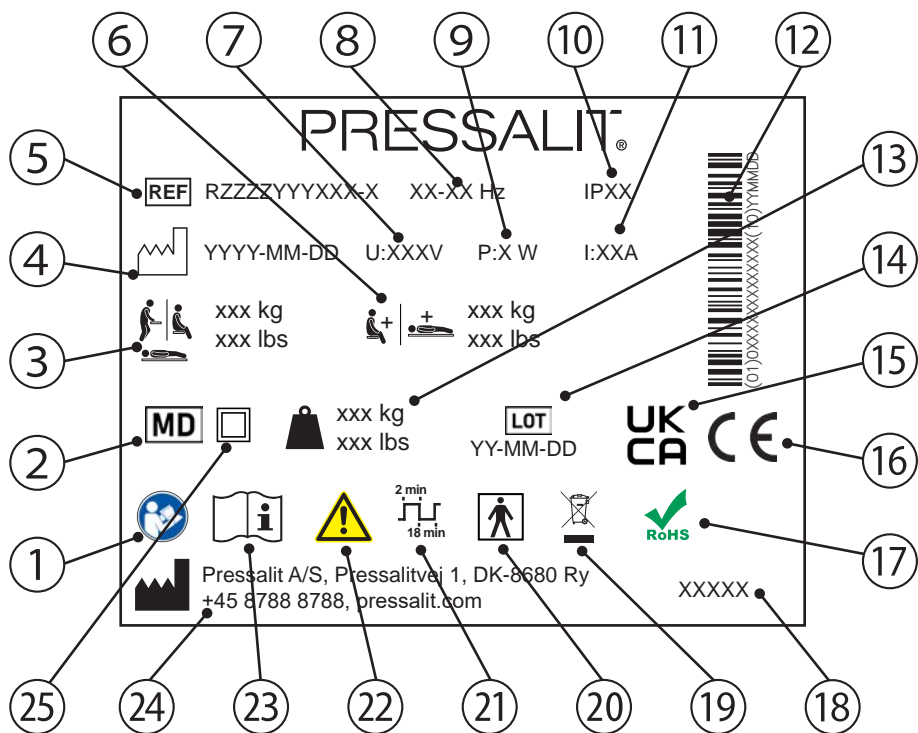 6 7 8 9 10 11 12
PRESSALIT®
5 REF RZZZZYYYXXX-X XX-XX Hz IPXX 13
4 YYYY-MM-DD U:XXXV P:X W I:XXA 14
3 xxx kg xxx kg
xxx lbs xxx lbs
(01)0XXXXXXXXXXXXX(10)YYMMDD
15
2 MD xxx kg LOT UK CA CE 16
xxx lbs YY-MM-DD
1 2 min
18 min
RoHS 17
Pressalit A/S, Pressalitvej 1, DK-8680 Ry
+45 8788 8788, pressalit.com XXXXX
25 24 23 22 21 20 19 18